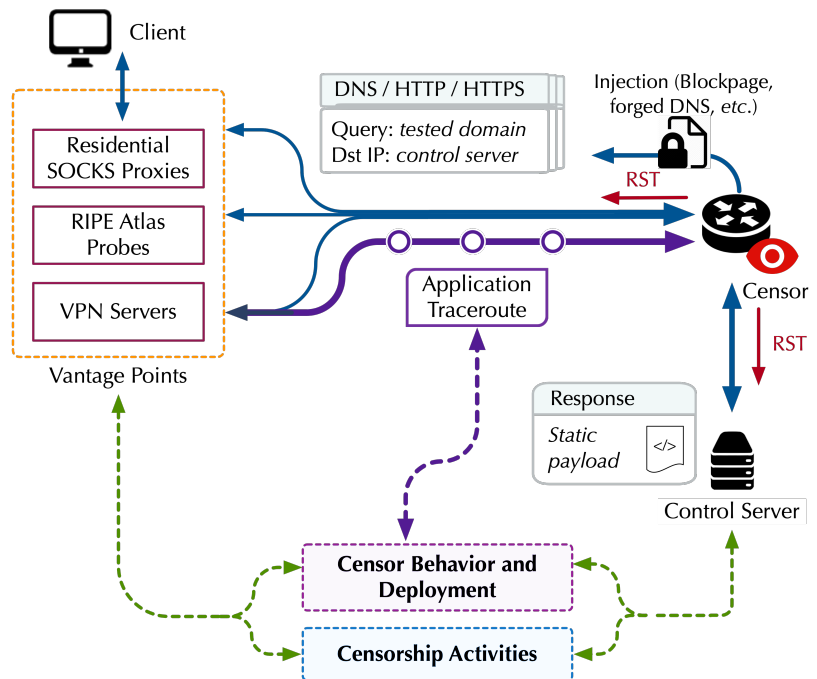 Client
DNS / HTTP / HTTPS
Query: tested domain
Dst IP: control server
Injection (Blockpage,
forged DNS, etc.)
RST
Residential
SOCKS Proxies
RIPE Atlas
Probes
VPN Servers
Vantage Points
Application
Traceroute
Censor
RST
Response
Static
payload
</>
Control Server
Censor Behavior and
Deployment
Censorship Activities